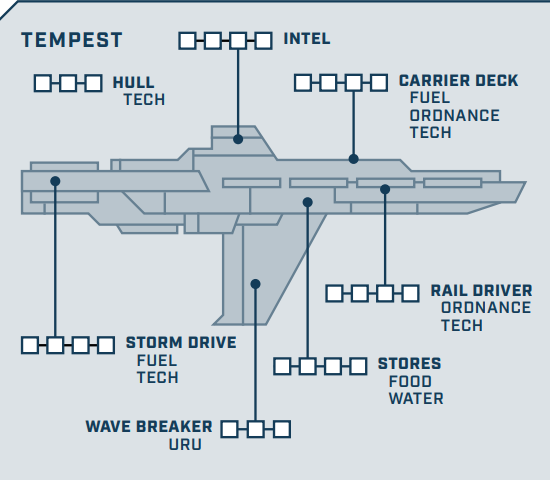 TEMPEST
INTEL
HULL
TECH
CARRIER DECK
FUEL
ORDNANCE
TECH
RAIL DRIVER
ORDNANCE
TECH
STORM DRIVE
FUEL
TECH
STORES
FOOD
WATER
WAVE BREAKER
URU